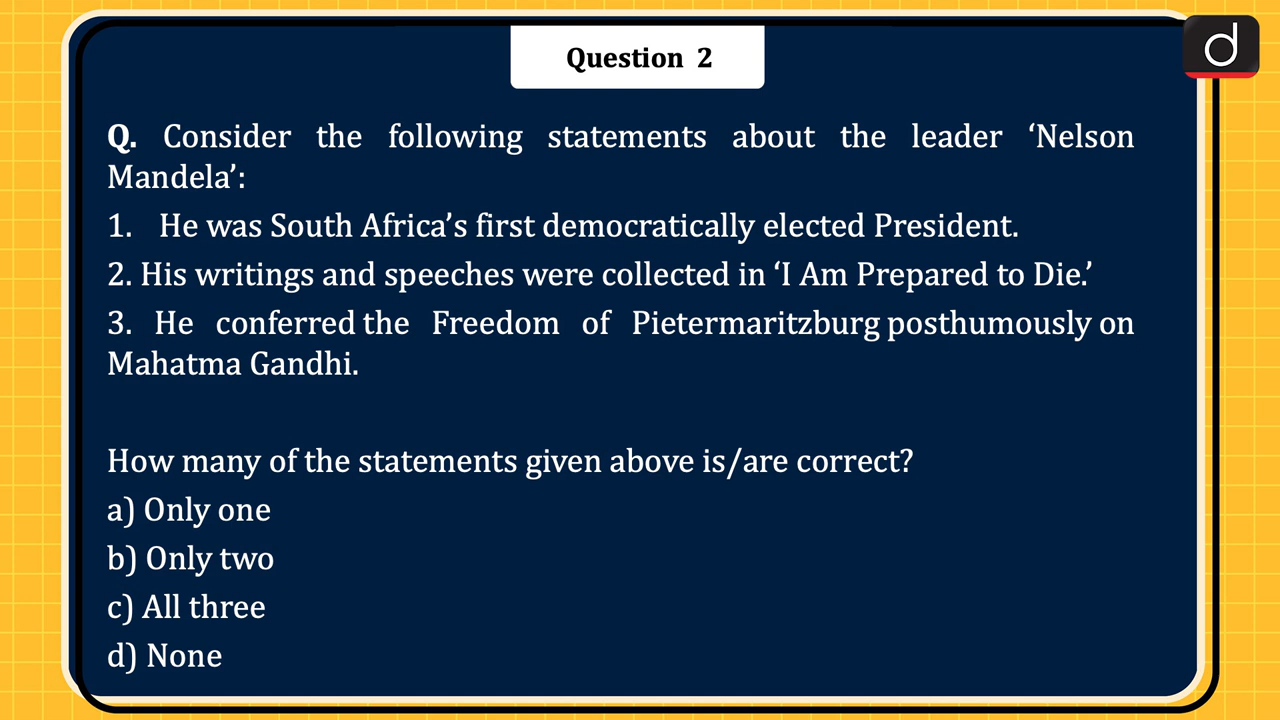 Question 2
d
Q. Consider the following statements about the leader ‘Nelson
Mandela’:
1. He was South Africa’s first democratically elected President.
2. His writings and speeches were collected in ‘I Am Prepared to Die.’
3. He conferred the Freedom of Pietermaritzburg posthumously on
Mahatma Gandhi.
How many of the statements given above is/are correct?
a) Only one
b) Only two
c) All three
d) None